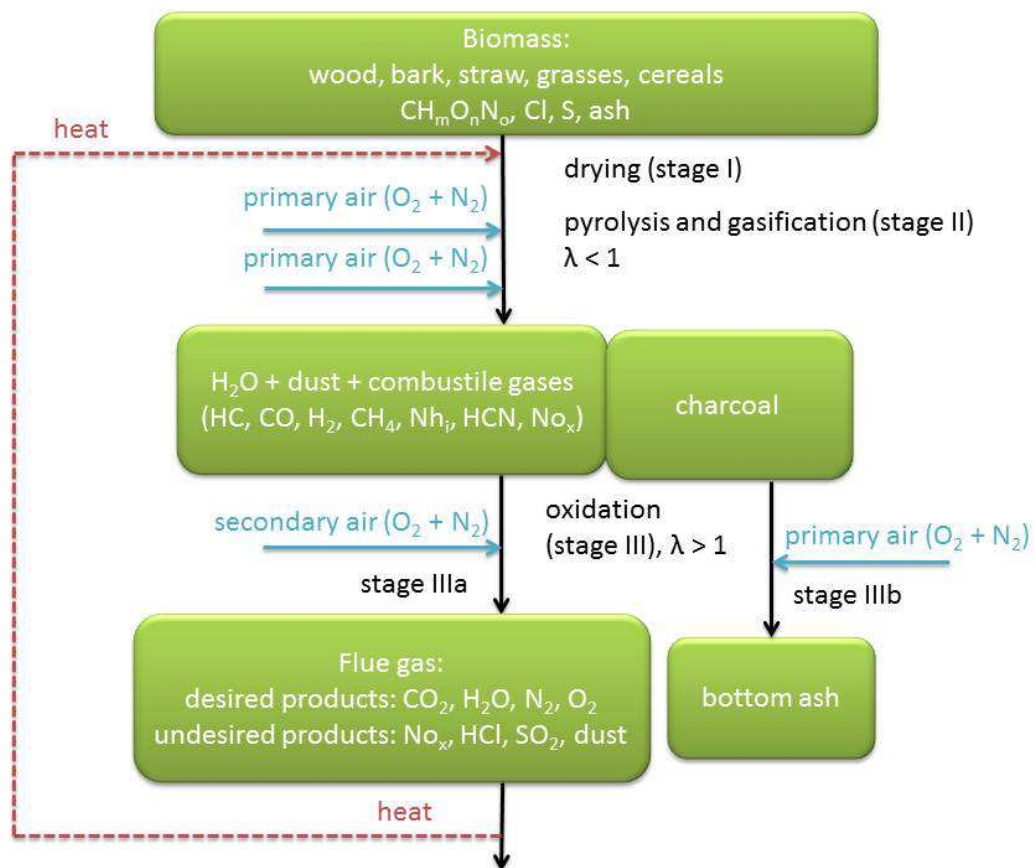 Biomass:
wood, bark, straw, grasses, cereals
CHₘOₙNₒ, Cl, S, ash
heat
drying (stage I)
primary air (O₂ + N₂)
pyrolysis and gasification (stage II)
λ < 1
primary air (O₂ + N₂)
H₂O + dust + combustile gases
(HC, CO, H₂, CH₄, Nhᵢ, HCN, Noₓ)
charcoal
secondary air (O₂ + N₂)
oxidation
(stage III), λ > 1
primary air (O₂ + N₂)
stage IIIa
stage IIIb
Flue gas:
desired products: CO₂, H₂O, N₂, O₂
undesired products: Noₓ, HCl, SO₂, dust
bottom ash
heat